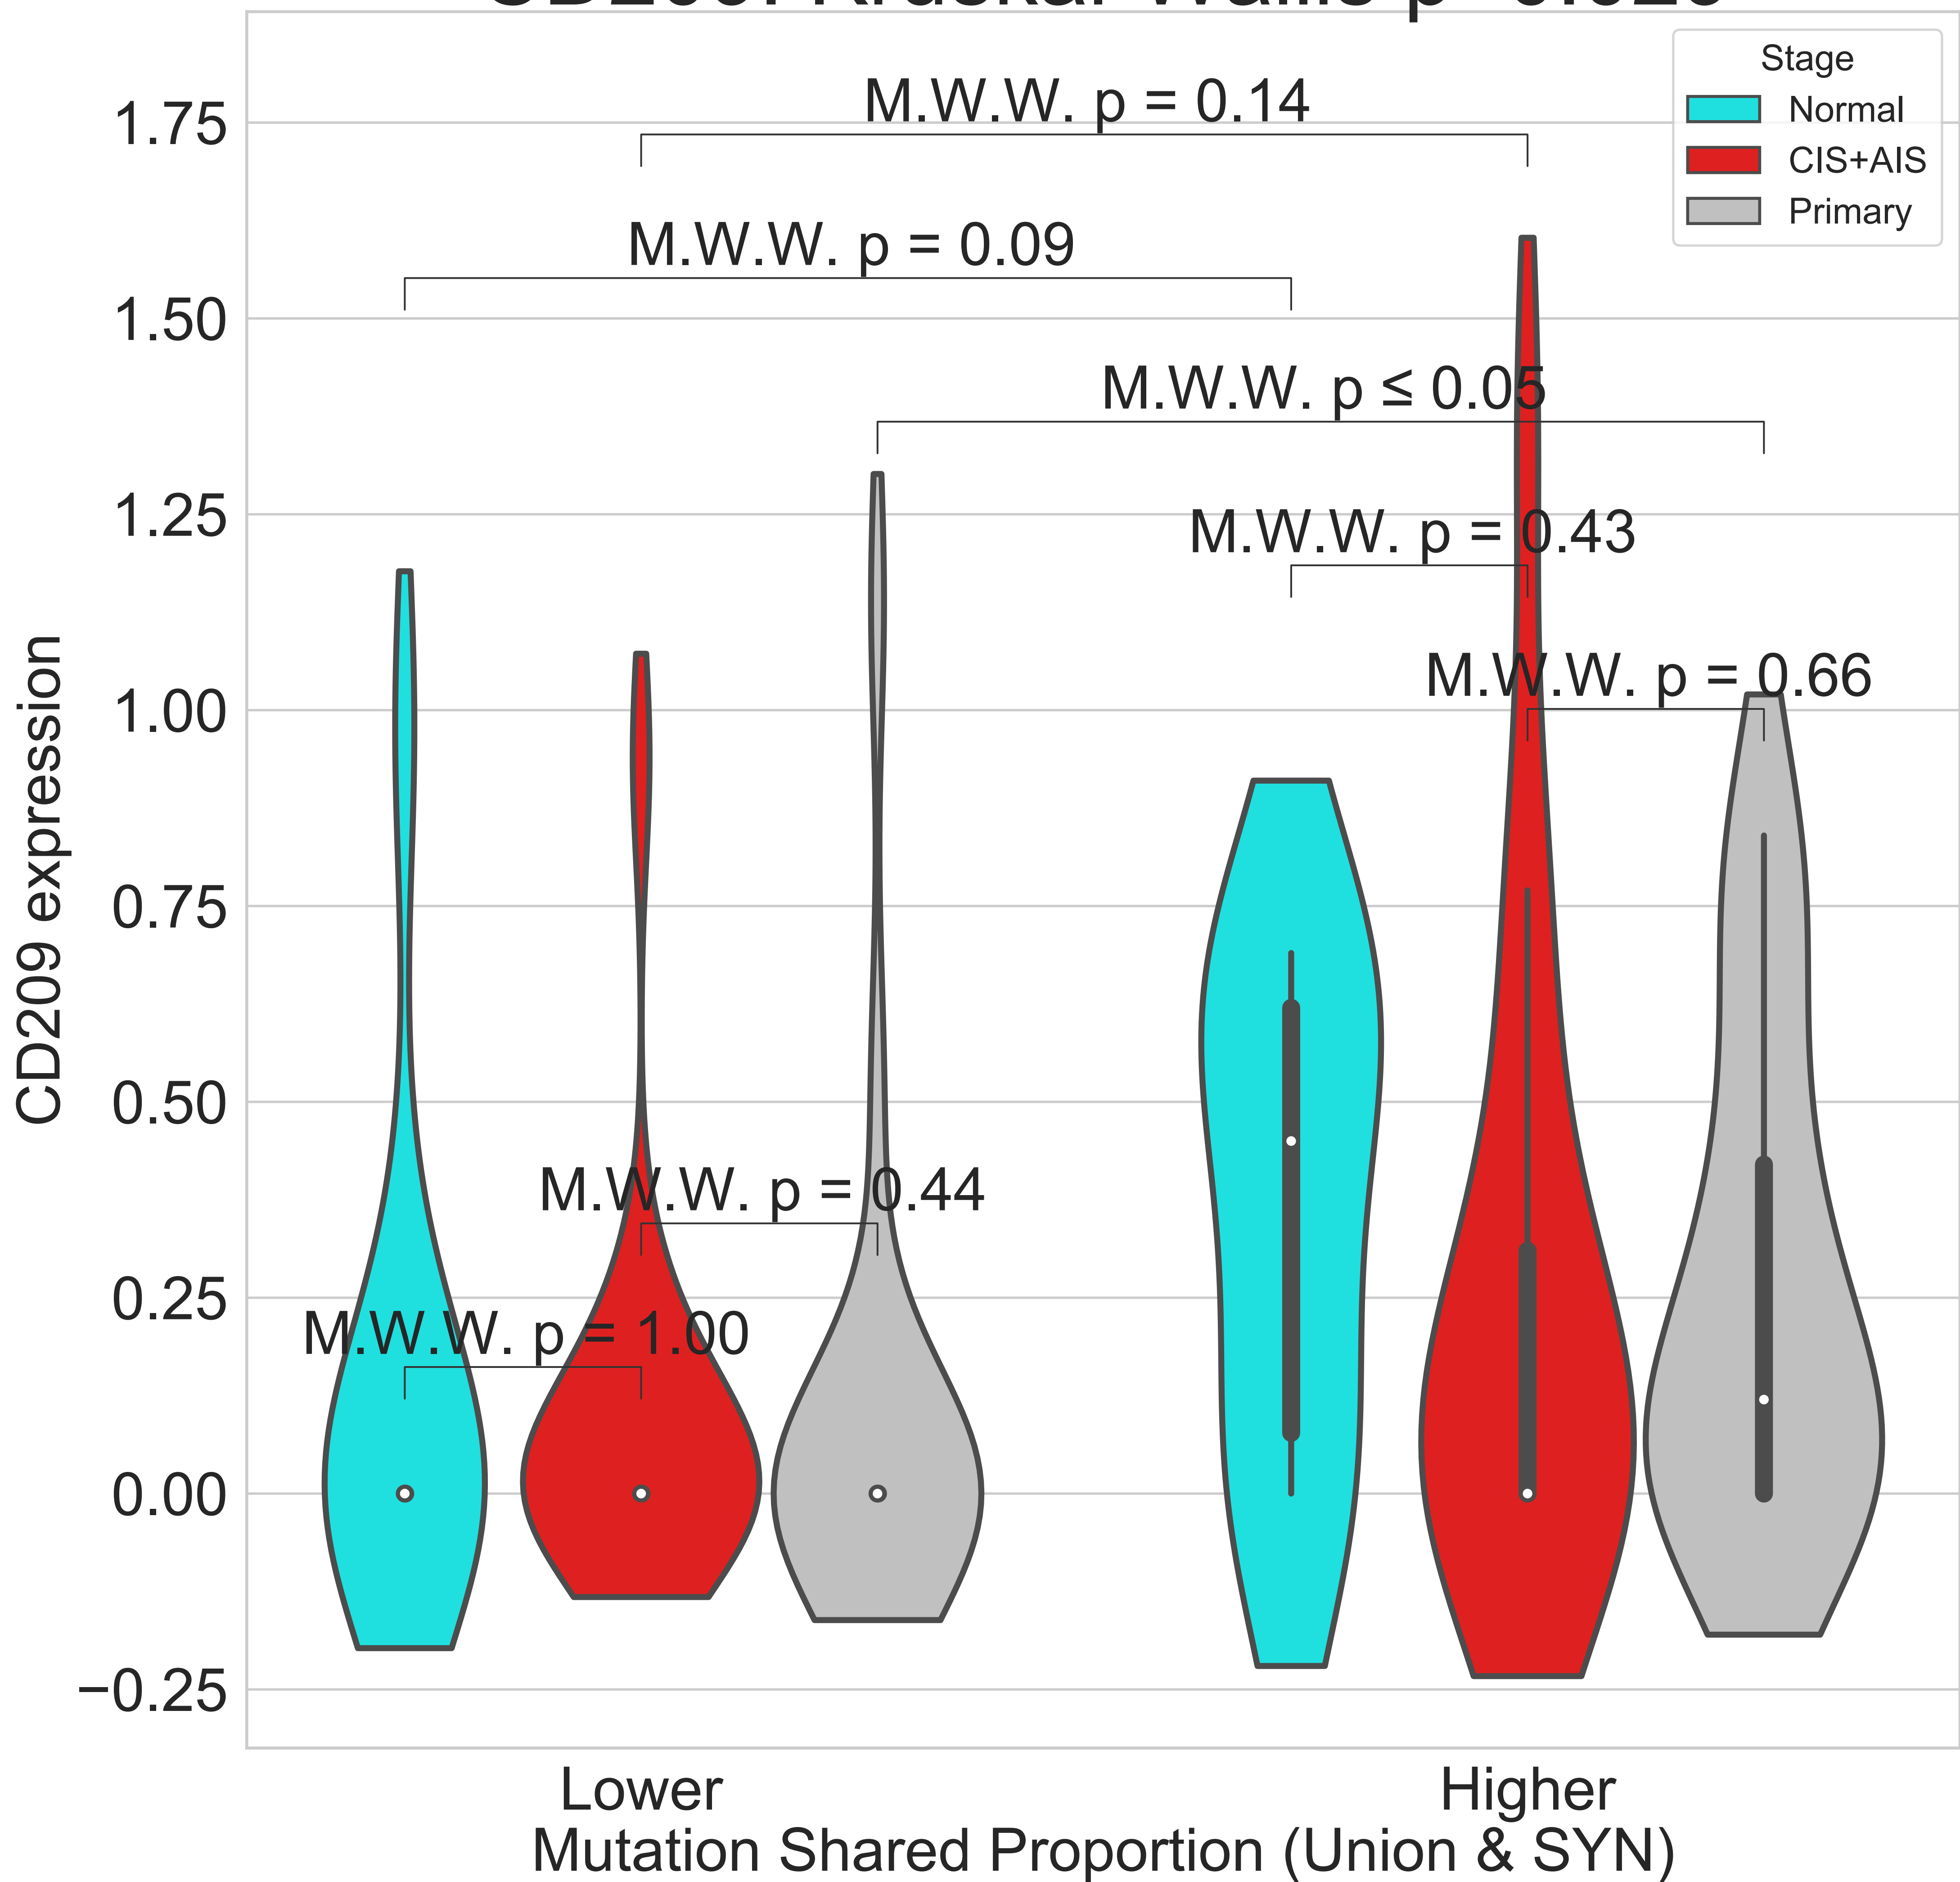 Stage
Normal
CIS+AIS
Primary
M.W.W. p = 0.14
M.W.W. p = 0.09
M.W.W. p ≤ 0.05
M.W.W. p = 0.43
M.W.W. p = 0.66
M.W.W. p = 0.44
M.W.W. p = 1.00
1.75
1.50
1.25
1.00
0.75
0.50
0.25
0.00
−0.25
CD209 expression
Lower
Higher
Mutation Shared Proportion (Union & SYN)